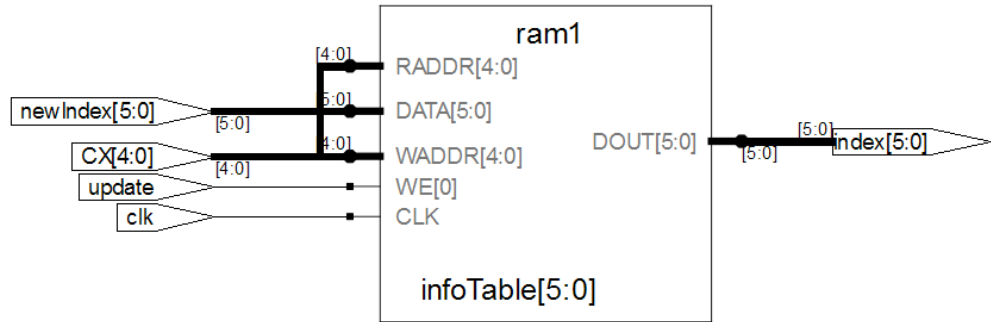 ram1
[4:0]
RADDR[4:0]
newIndex[5:0]
[5:0]
[5:0]
DATA[5:0]
CX[4:0]
[4:0]
[4:0]
WADDR[4:0]
DOUT[5:0]
[5:0]
[5:0]
index[5:0]
update
WE[0]
clk
CLK
infoTable[5:0]